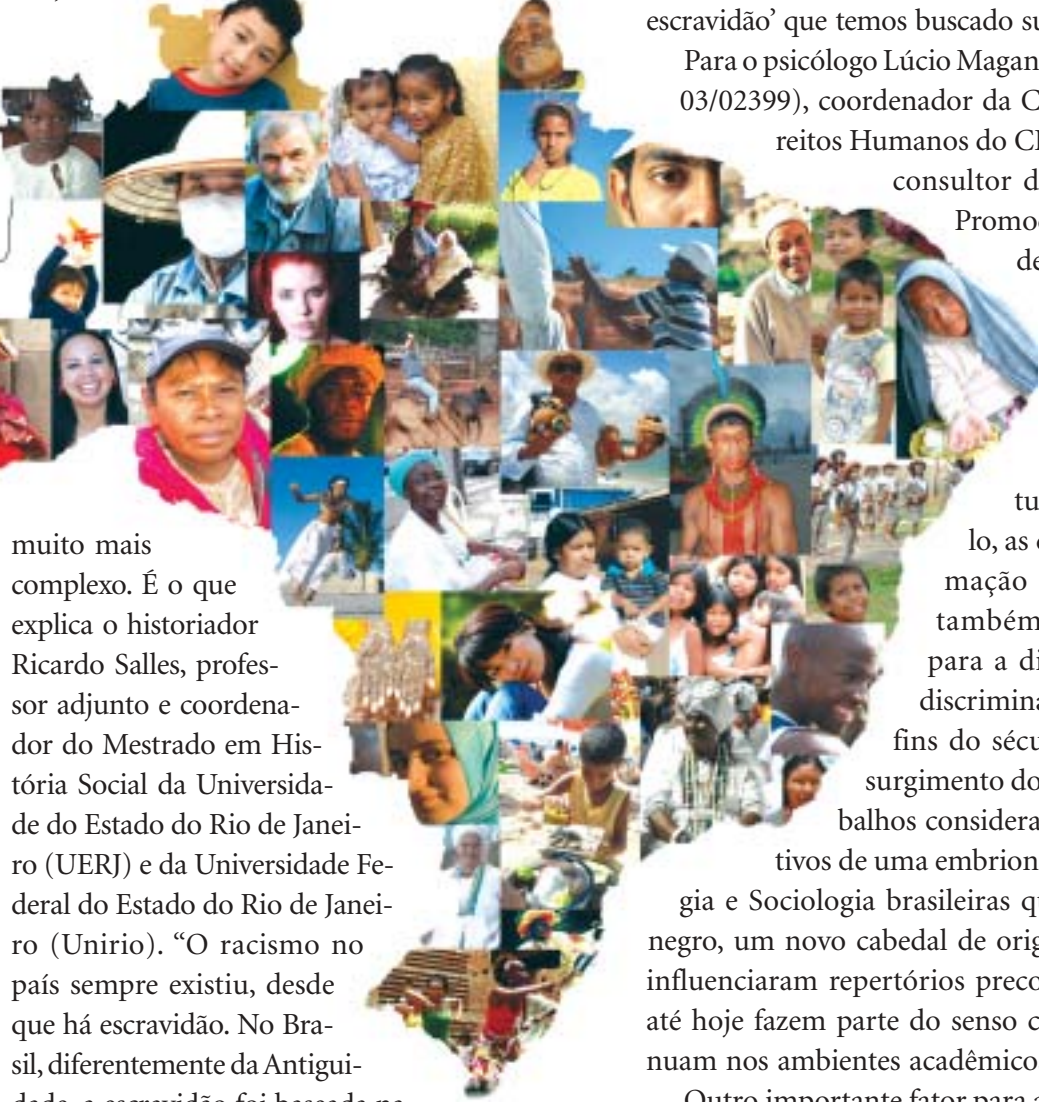 muito mais
complexo. É o que
explica o historiador
Ricardo Salles, profes-
sor adjunto e coordena-
dor do Mestrado em His-
tória Social da Universida-
de do Estado do Rio de Janei-
ro (UERJ) e da Universidade Fe-
deral do Estado do Rio de Janei-
ro (Unirio). “O racismo no
país sempre existiu, desde
que há escravidão. No Bra-
sil, diferentemente da Antigui-
dade, a escravidão foi baseada na
escravidão’ que temos buscado su
Para o psicólogo Lúcio Magan
03/02399), coordenador da C
reitos Humanos do C
consultor d
Promo
de
tu
lo, as
mação
também
para a di
discrimina
fins do sécu
surgimento do
balhos considera
tivos de uma embrion
gia e Sociologia brasileiras q
negro, um novo cabedal de orig
influenciaram repertórios preco
até hoje fazem parte do senso c
nuam nos ambientes acadêmico
Outro importante fator para a